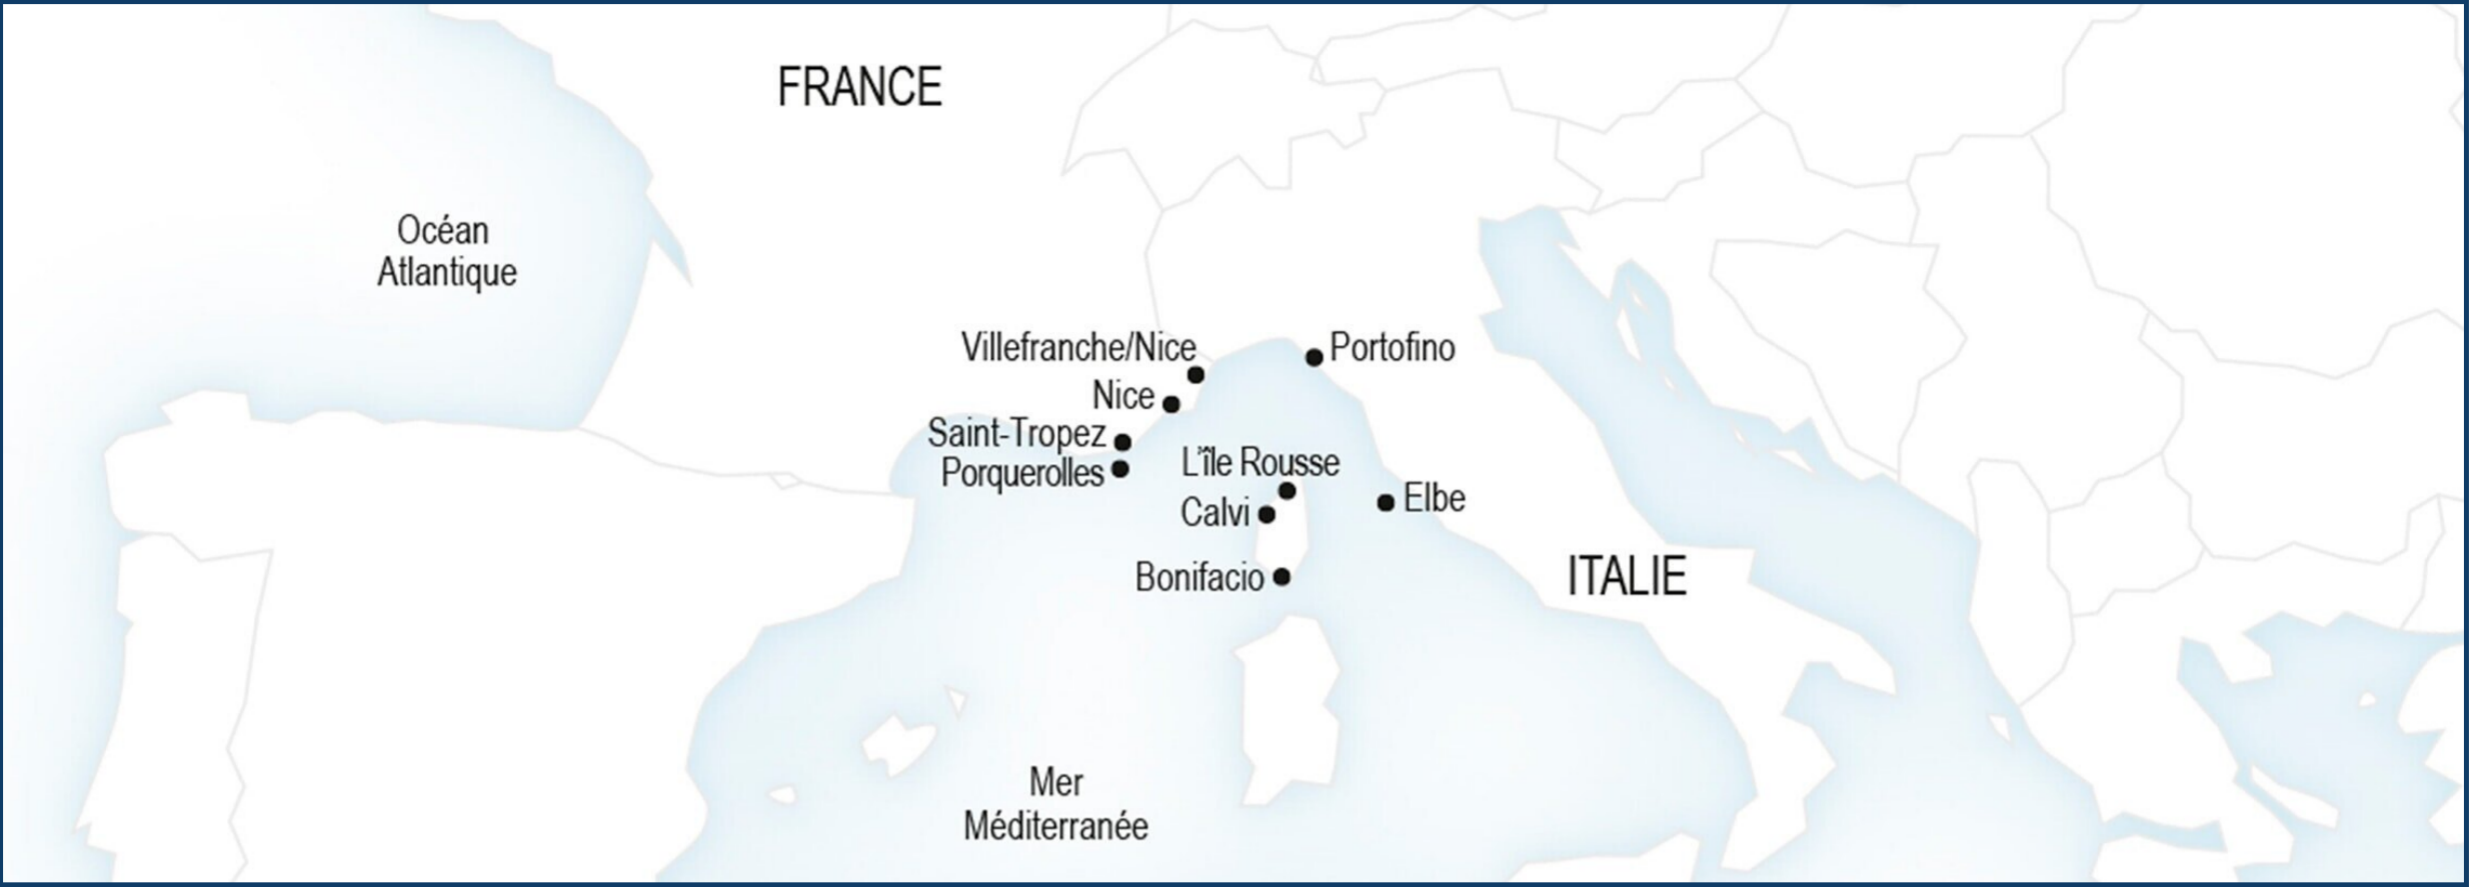 FRANCE
Océan
Atlantique
Villefranche/Nice
Portofino
Nice
Saint-Tropez
Porquerolles
L'île Rousse
Calvi
Elbe
Bonifacio
ITALIE
Mer
Méditerranée